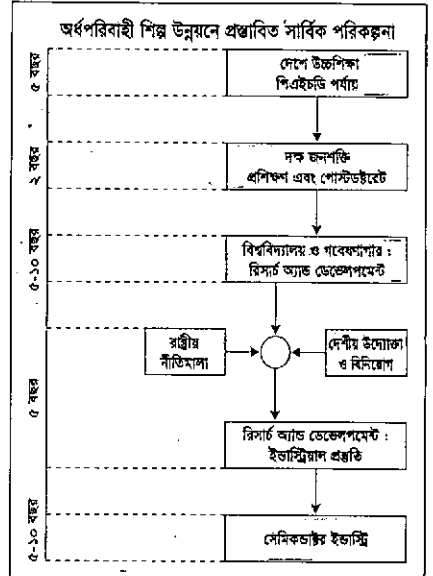 অর্ধপরিবাহী শিল্প উন্নয়নে প্রস্তাবিত সার্বিক পরিকল্পনা
৫ বছর
দেশে উচ্চশিক্ষা
পিএইচডি পর্যায়
২ বছর
দক্ষ জনশক্তি
প্রশিক্ষণ এবং পোস্টডক্টরেট
৫-১০ বছর
বিশ্ববিদ্যালয় ও গবেষণাগার :
রিসার্চ অ্যান্ড ডেভেলপমেন্ট
৫ বছর
রাষ্ট্রীয়
নীতিমালা
দেশীয় উদ্যোক্তা
ও বিনিয়োগ
রিসার্চ অ্যান্ড ডেভেলপমেন্ট :
ইন্ডাস্ট্রিয়াল প্রস্তুতি
৫-১০ বছর
সেমিকন্ডাক্টর ইন্ডাস্ট্রি